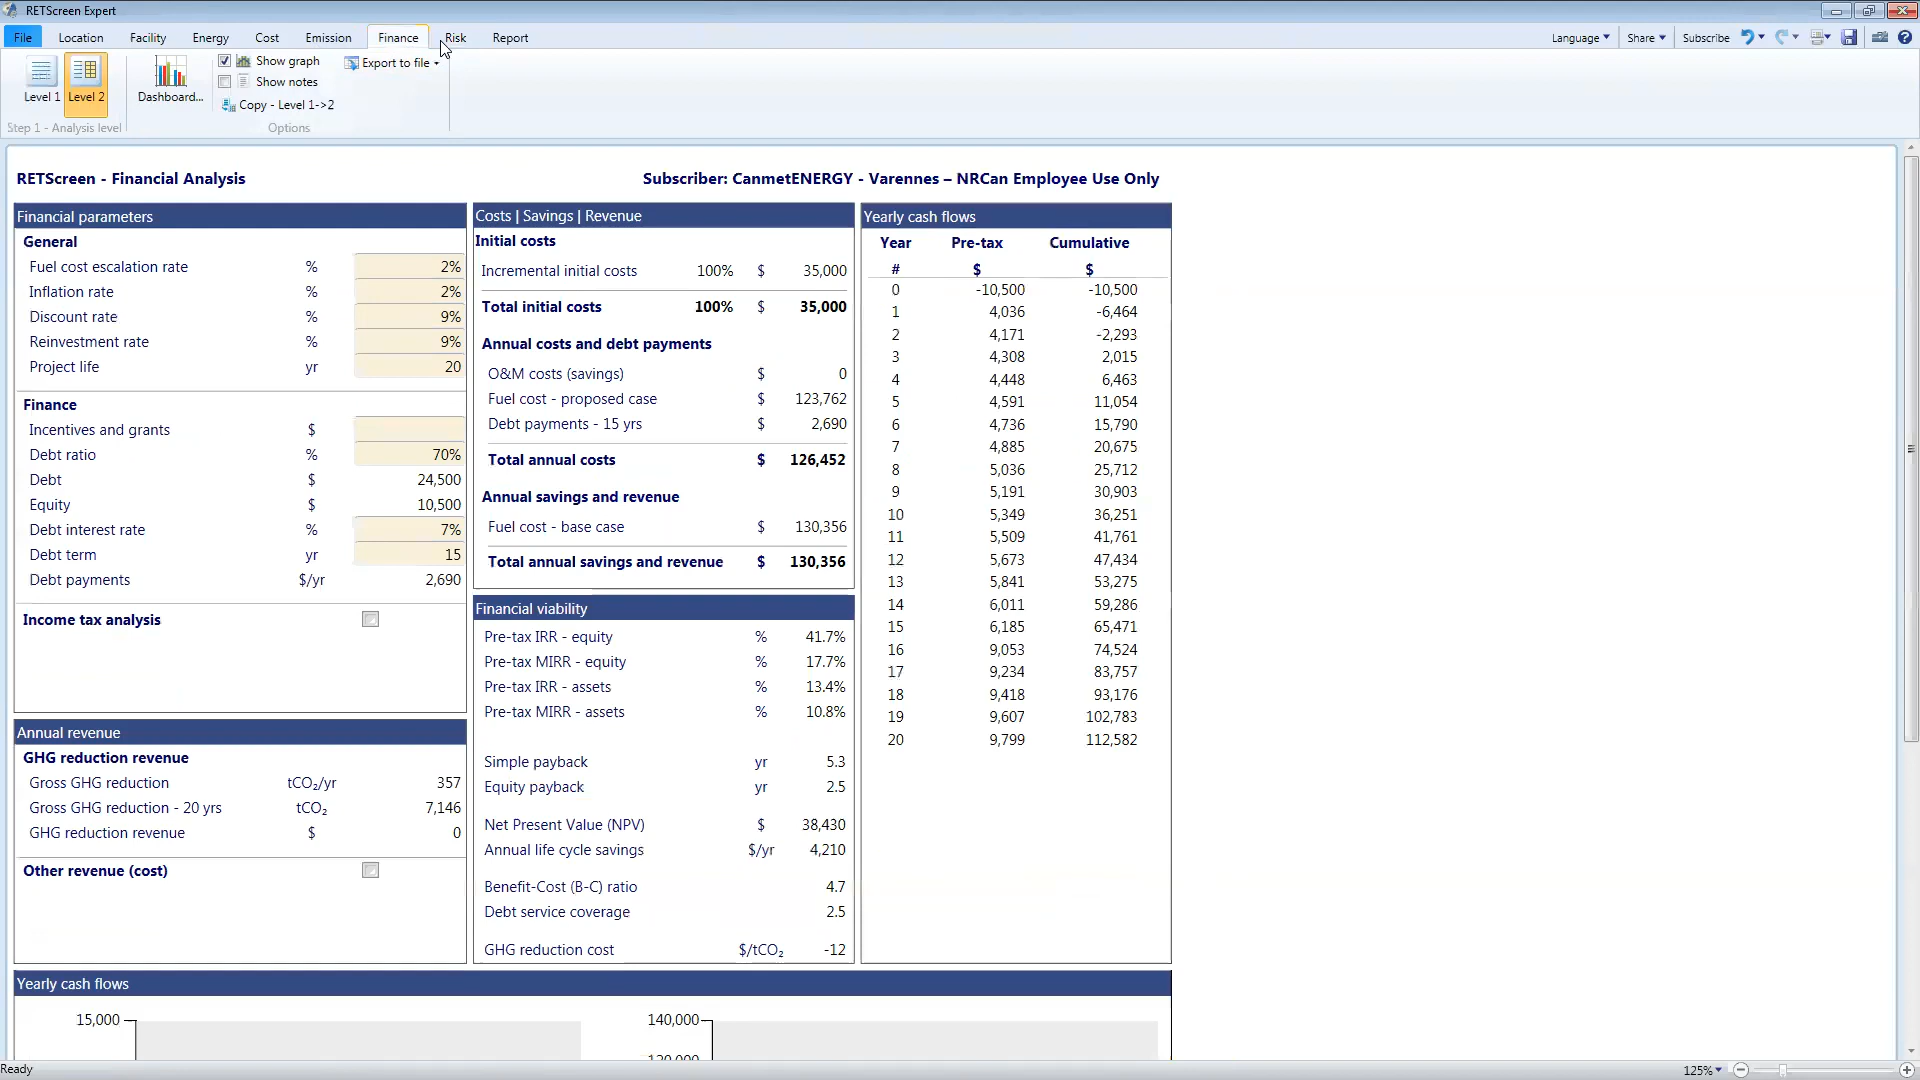 RETScreen Expert
File Location Facility Energy Cost Emission Finance Risk Report Language Share Subscribe
Level 1 Level 2 Dashboard... Show graph Export to file
Show notes
Copy - Level 1->2
Step 1 - Analysis level Options
RETScreen - Financial Analysis Subscriber: CanmetENERGY - Varennes – NRCan Employee Use Only
Financial parameters
General
Fuel cost escalation rate % 2%
Inflation rate % 2%
Discount rate % 9%
Reinvestment rate % 9%
Project life yr 20
Finance
Incentives and grants $
Debt ratio % 70%
Debt $ 24,500
Equity $ 10,500
Debt interest rate % 7%
Debt term yr 15
Debt payments $/yr 2,690
Income tax analysis
Annual revenue
GHG reduction revenue
Gross GHG reduction tCO₂/yr 357
Gross GHG reduction - 20 yrs tCO₂ 7,146
GHG reduction revenue $ 0
Other revenue (cost)
Costs | Savings | Revenue
Initial costs
Incremental initial costs 100% $ 35,000
Total initial costs 100% $ 35,000
Annual costs and debt payments
O&M costs (savings) $ 0
Fuel cost - proposed case $ 123,762
Debt payments - 15 yrs $ 2,690
Total annual costs $ 126,452
Annual savings and revenue
Fuel cost - base case $ 130,356
Total annual savings and revenue $ 130,356
Financial viability
Pre-tax IRR - equity % 41.7%
Pre-tax MIRR - equity % 17.7%
Pre-tax IRR - assets % 13.4%
Pre-tax MIRR - assets % 10.8%
Simple payback yr 5.3
Equity payback yr 2.5
Net Present Value (NPV) $ 38,430
Annual life cycle savings $/yr 4,210
Benefit-Cost (B-C) ratio 4.7
Debt service coverage 2.5
GHG reduction cost $/tCO₂ -12
Yearly cash flows
Year Pre-tax Cumulative
# $ $
0 -10,500 -10,500
1 4,036 -6,464
2 4,171 -2,293
3 4,308 2,015
4 4,448 6,463
5 4,591 11,054
6 4,736 15,790
7 4,885 20,675
8 5,036 25,712
9 5,191 30,903
10 5,349 36,251
11 5,509 41,761
12 5,673 47,434
13 5,841 53,275
14 6,011 59,286
15 6,185 65,471
16 9,053 74,524
17 9,234 83,757
18 9,418 93,176
19 9,607 102,783
20 9,799 112,582
Yearly cash flows
15,000 140,000
120,000
Ready 125%